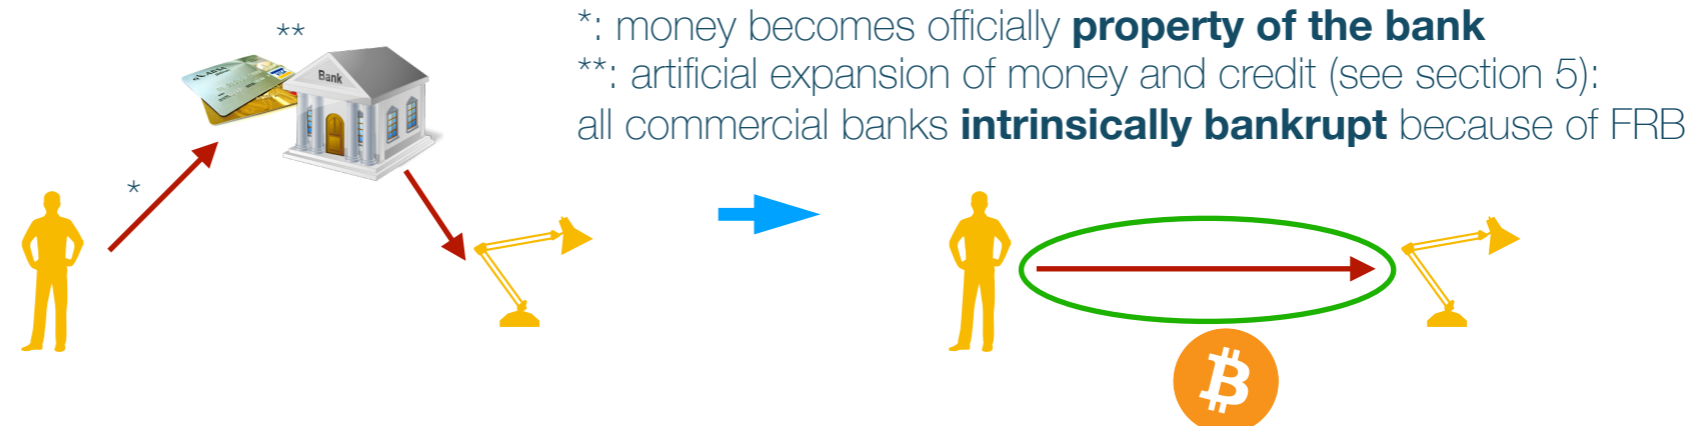 *: money becomes officially property of the bank
**
**: artificial expansion of money and credit (see section 5):
Bank
all commercial banks intrinsically bankrupt because of FRB
*